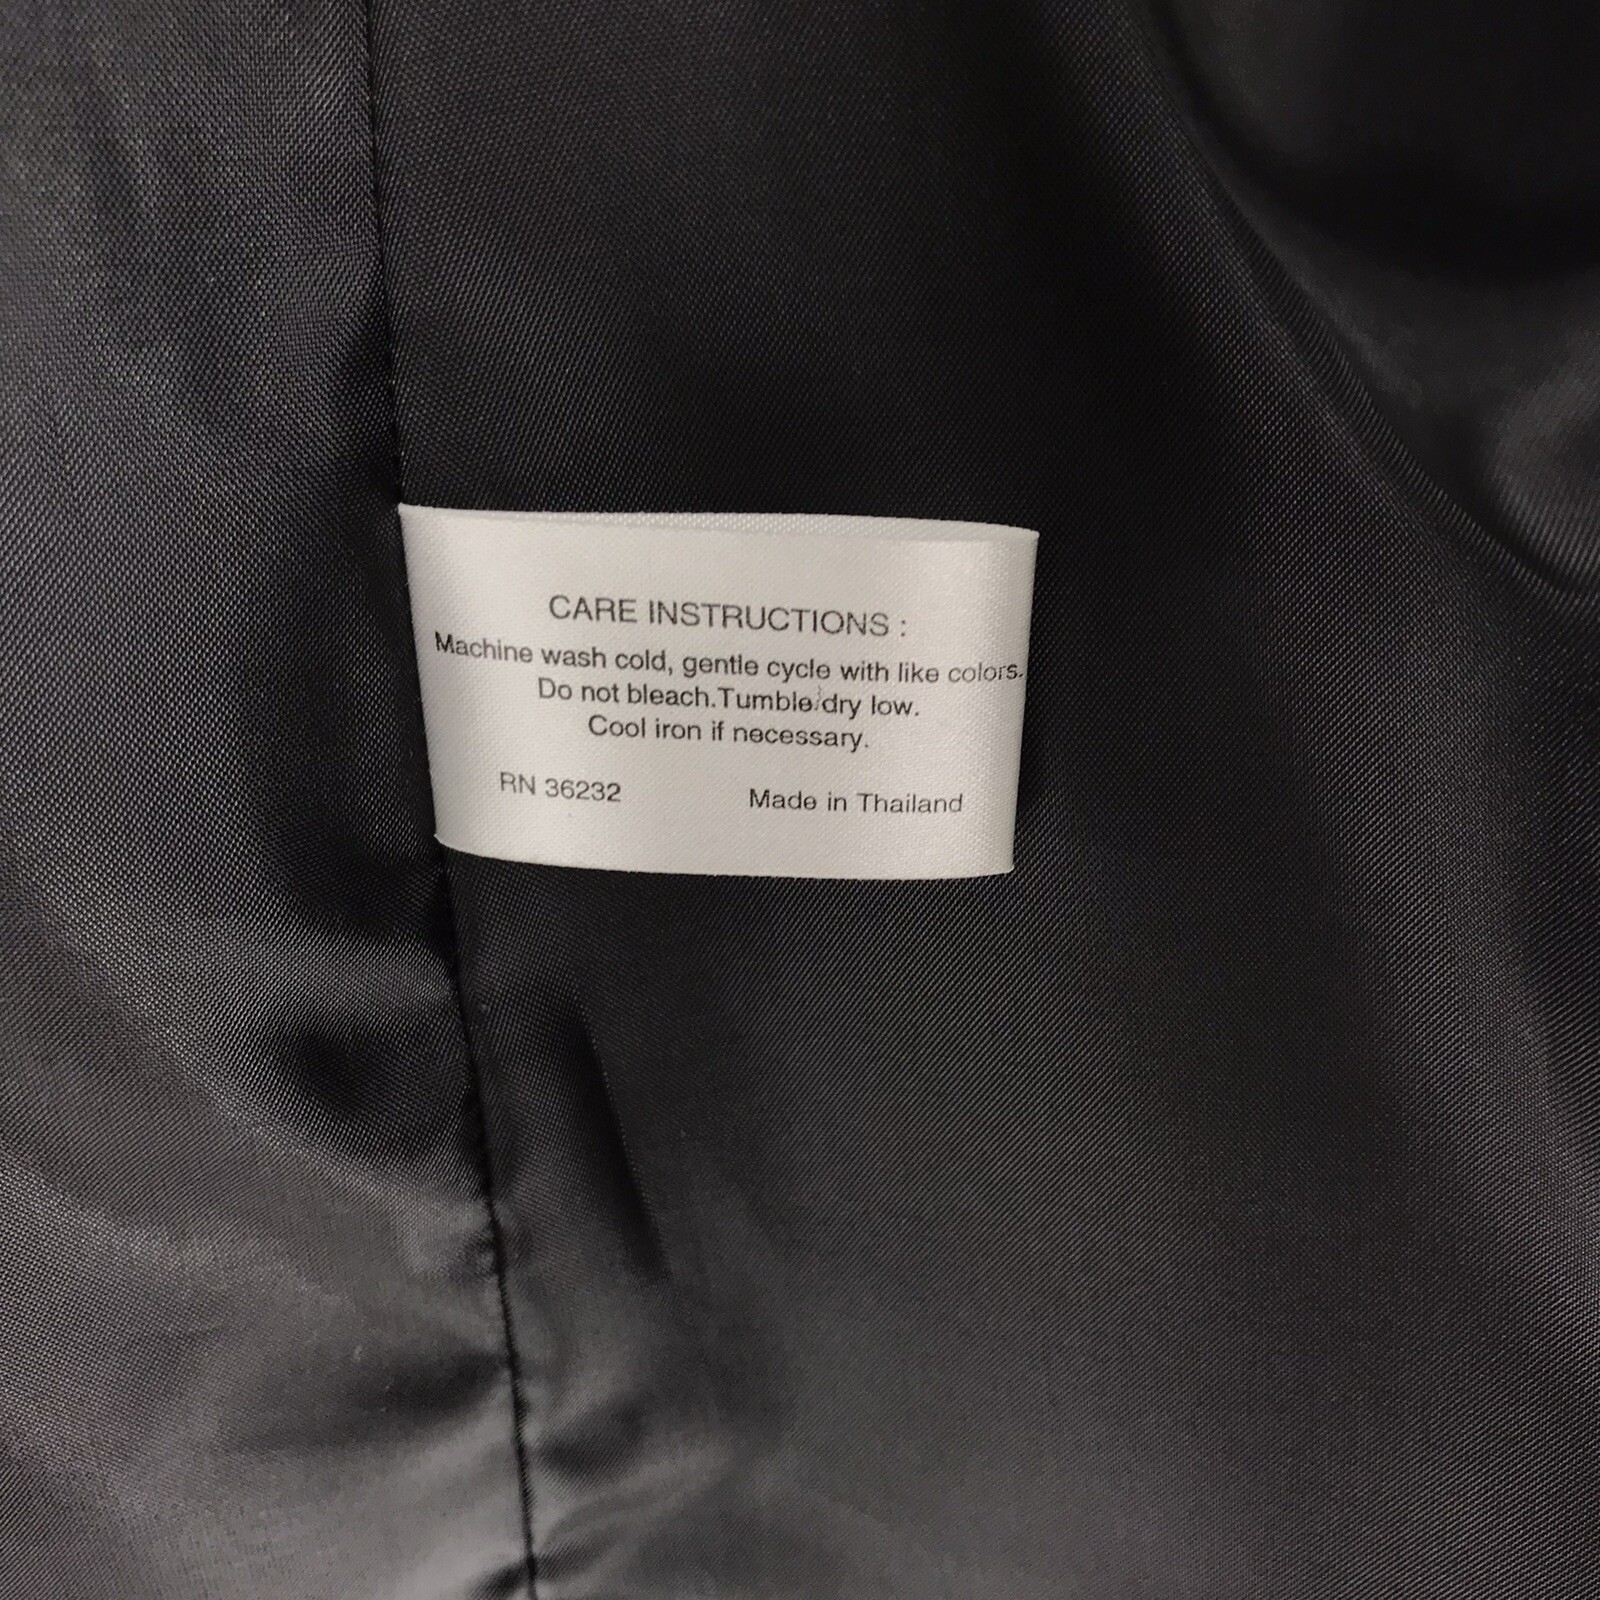 CARE INSTRUCTIONS :
Machine wash cold, gentle cycle with like colors.
Do not bleach.Tumble dry low.
Cool iron if necessary.
RN 36232 Made in Thailand